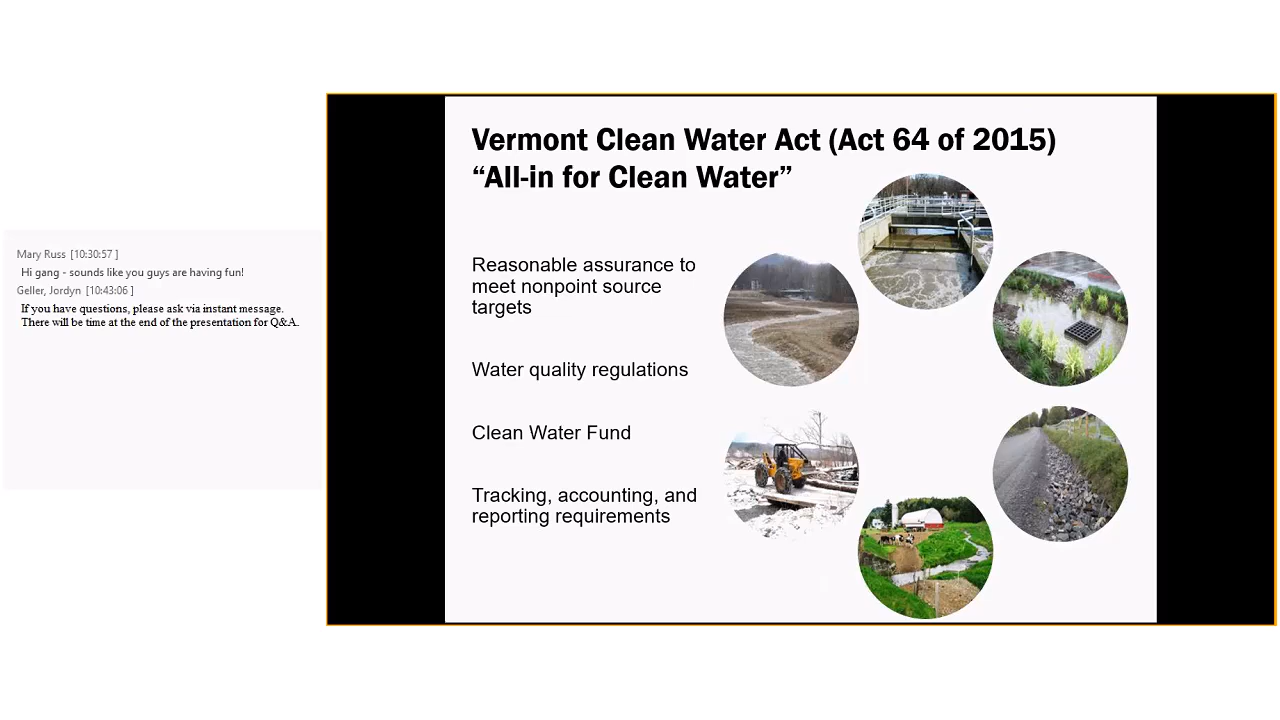 Mary Russ [10:30:57 ]
Hi gang - sounds like you guys are having fun!
Geller, Jordyn [10:43:06 ]
If you have questions, please ask via instant message.
There will be time at the end of the presentation for Q&A.
Vermont Clean Water Act (Act 64 of 2015)
“All-in for Clean Water”
Reasonable assurance to
meet nonpoint source
targets
Water quality regulations
Clean Water Fund
Tracking, accounting, and
reporting requirements